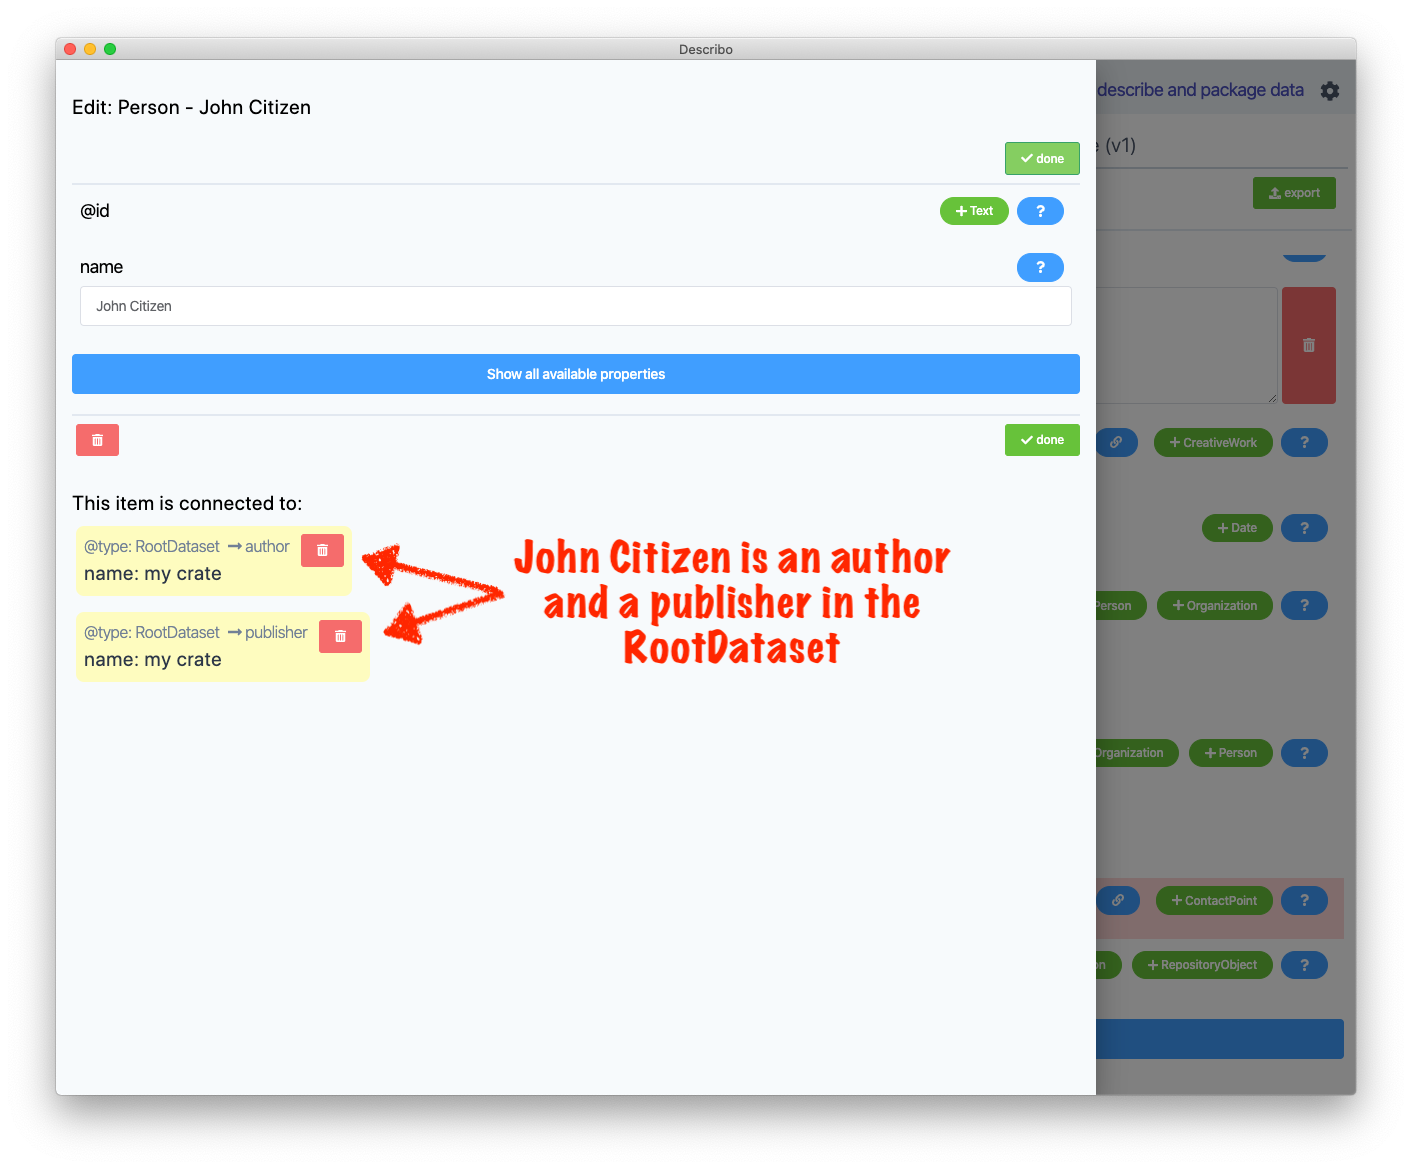 Describo
Edit: Person - John Citizen
describe and package data
(v1)
done
export
@id
Text
?
name
?
John Citizen
Show all available properties
done
CreativeWork
?
Date
?
This item is connected to:
@type: RootDataset → author
name: my crate
@type: RootDataset → publisher
name: my crate
John Citizen is an author
and a publisher in the
RootDataset
Person
Organization
?
Organization
Person
?
ContactPoint
?
RepositoryObject
?